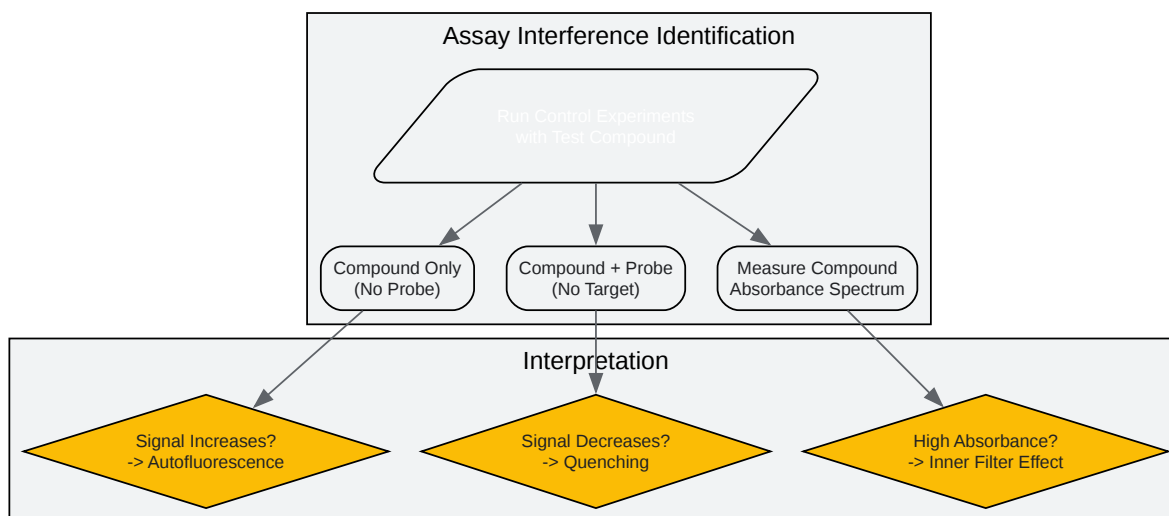 Assay Interference Identification
Run Control Experiments
with Test Compound
Compound Only
(No Probe)
Compound + Probe
(No Target)
Measure Compound
Absorbance Spectrum
Interpretation
Signal Increases?
-> Autofluorescence
Signal Decreases?
-> Quenching
High Absorbance?
-> Inner Filter Effect